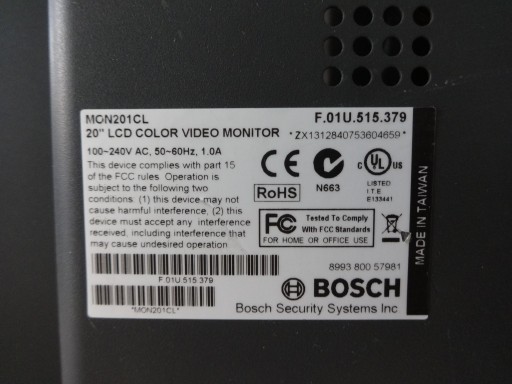 MON201CL F.01U.515.379
20" LCD COLOR VIDEO MONITOR *ZX1312840753604659*
100~240V AC, 50~60Hz, 1.0A
This device complies with part 15
of the FCC rules. Operation is
subject to the following two
conditions: (1) this device may not
cause harmful interference, (2) this
device must accept any interference
received, including interference that
may cause undesired operation
CE
N663
c UL US
LISTED
I.T.E
E133441
RoHS
FC Tested To Comply
With FCC Standards
FOR HOME OR OFFICE USE
MADE IN TAIWAN
8993 800 57981
F.01U.515.379
*MON201CL*
BOSCH
Bosch Security Systems Inc